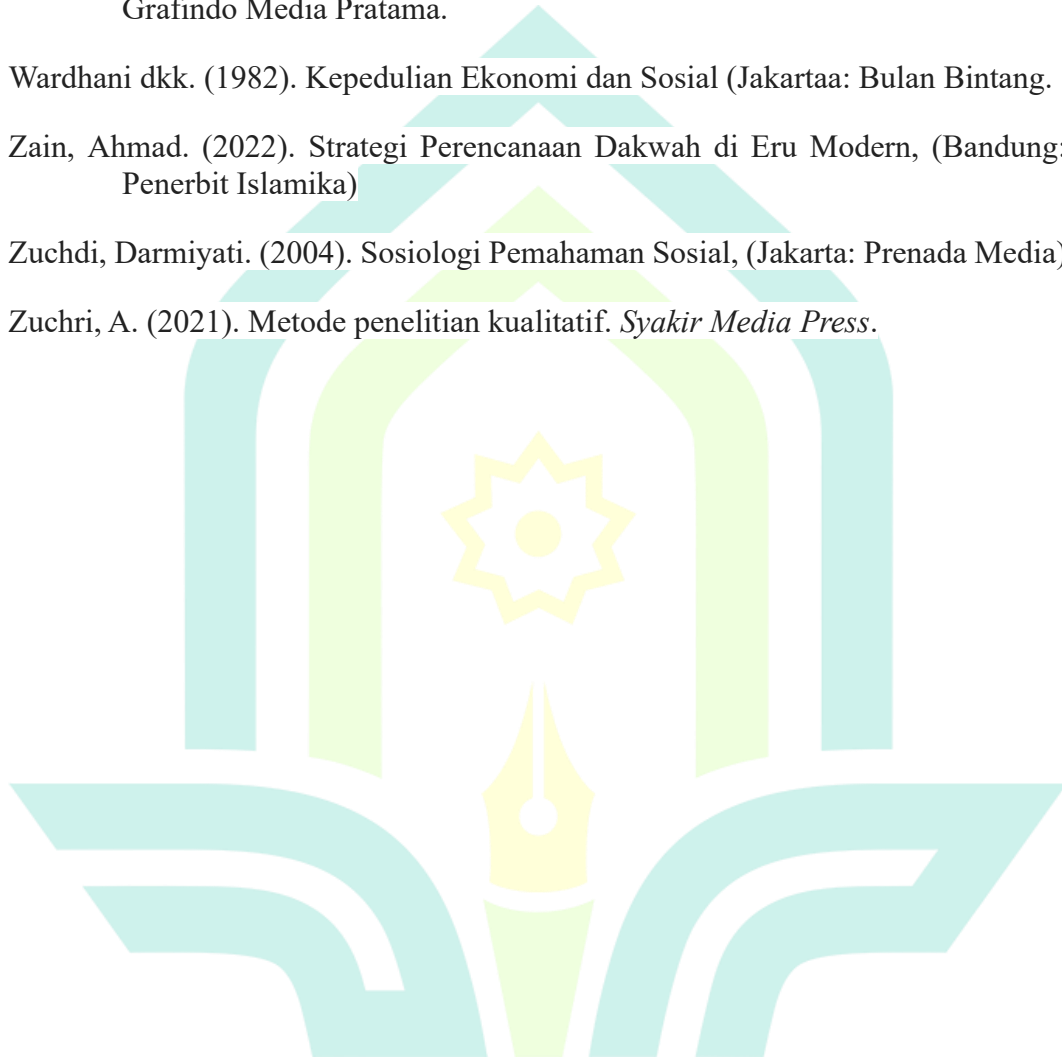 Grafindo Media Pratama.
Wardhani dkk. (1982). Kepedulian Ekonomi dan Sosial (Jakartaa: Bulan Bintang.
Zain, Ahmad. (2022). Strategi Perencanaan Dakwah di Eru Modern, (Bandung:
Penerbit Islamika)
Zuchdi, Darmiyati. (2004). Sosiologi Pemahaman Sosial, (Jakarta: Prenada Media)
Zuchri, A. (2021). Metode penelitian kualitatif. Syakir Media Press.